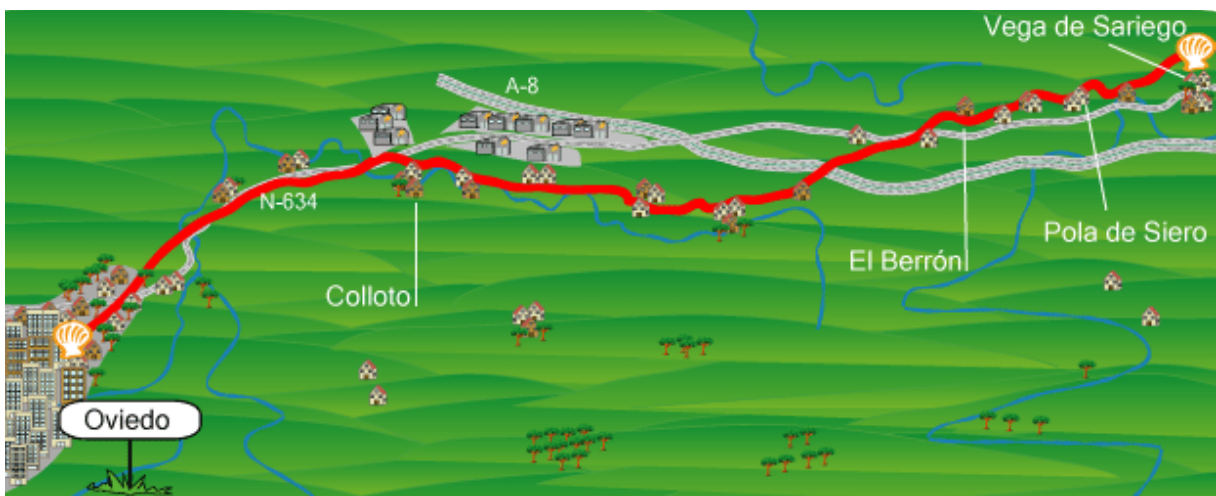 Vega de Sariego
A-8
N-634
Pola de Siero
El Berrón
Colloto
Oviedo